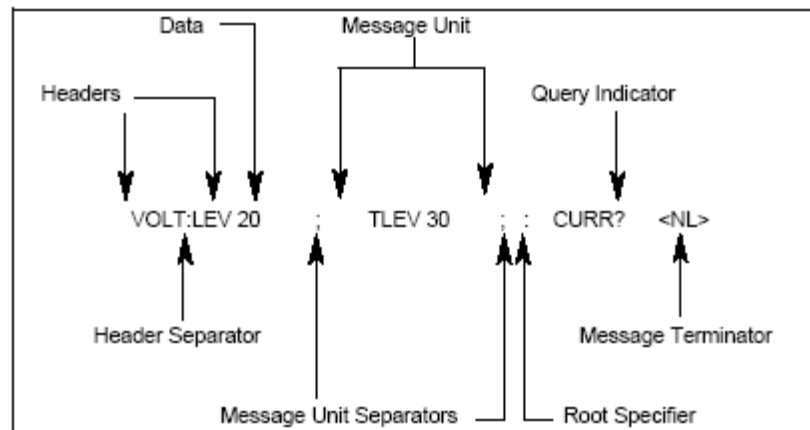 Data Message Unit
Headers Query Indicator
VOLT:LEV 20 ; TLEV 30 ; : CURR? <NL>
Header Separator Message Terminator
Message Unit Separators Root Specifier